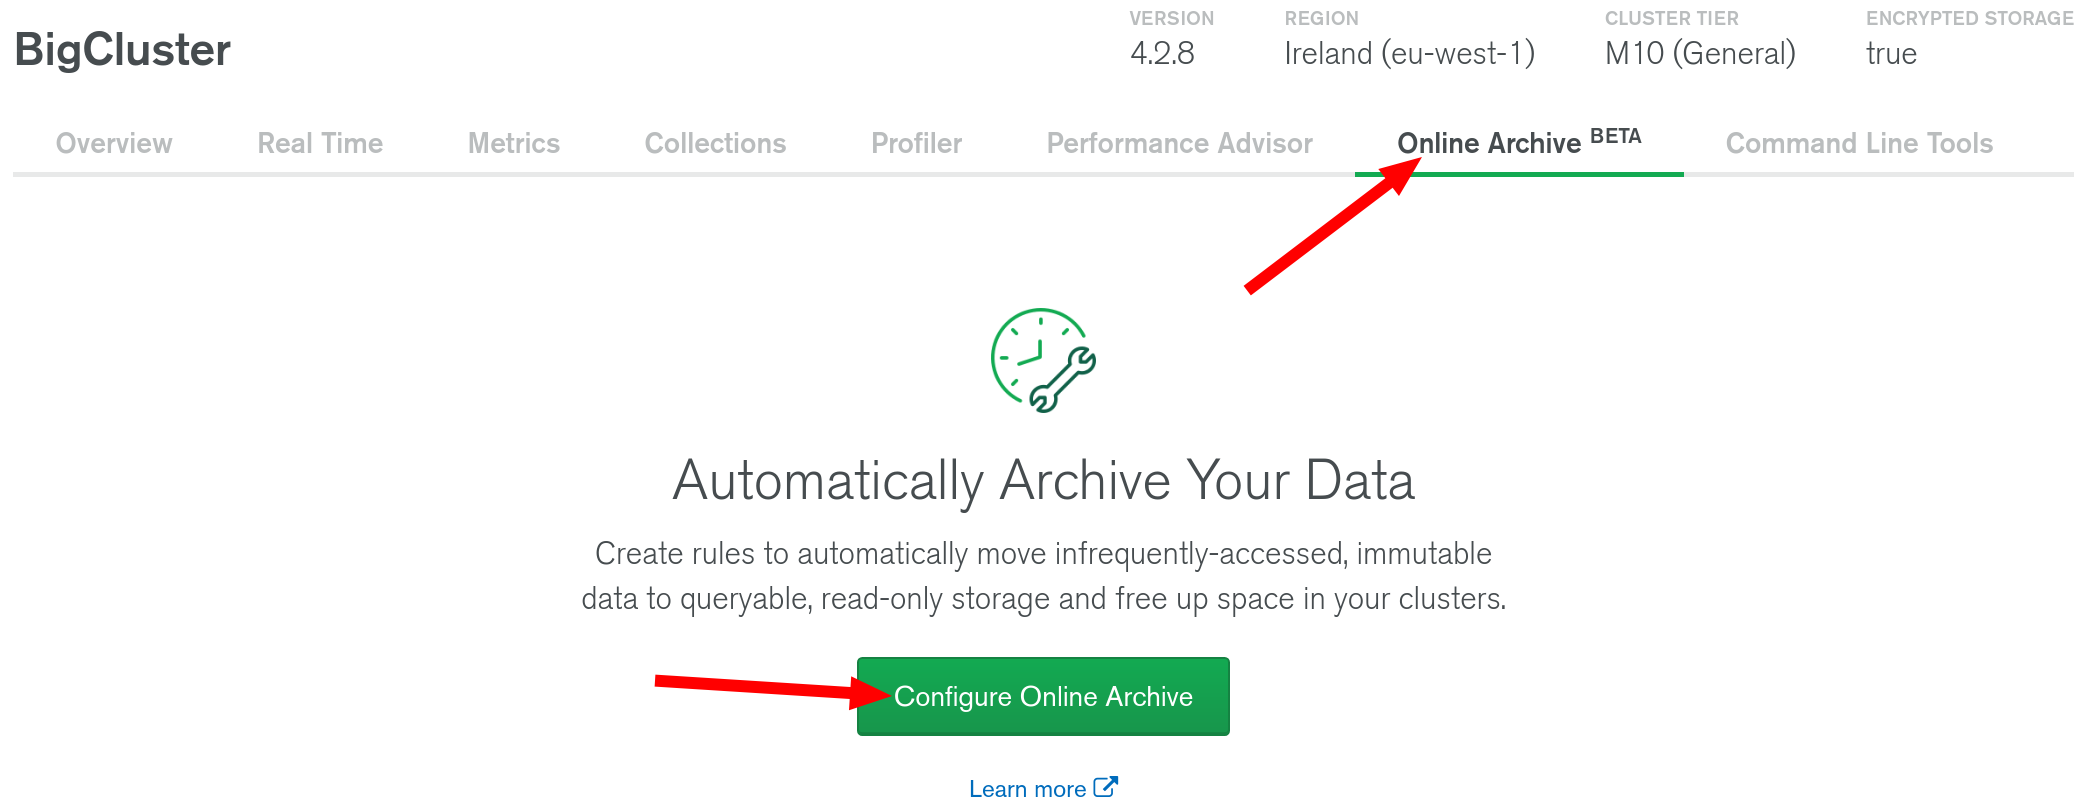 BigCluster
VERSION
4.2.8
REGION
Ireland (eu-west-1)
CLUSTER TIER
M10 (General)
ENCRYPTED STORAGE
true
Overview
Real Time
Metrics
Collections
Profiler
Performance Advisor
Online Archive BETA
Command Line Tools
Automatically Archive Your Data
Create rules to automatically move infrequently-accessed, immutable
data to queryable, read-only storage and free up space in your clusters.
Configure Online Archive
Learn more